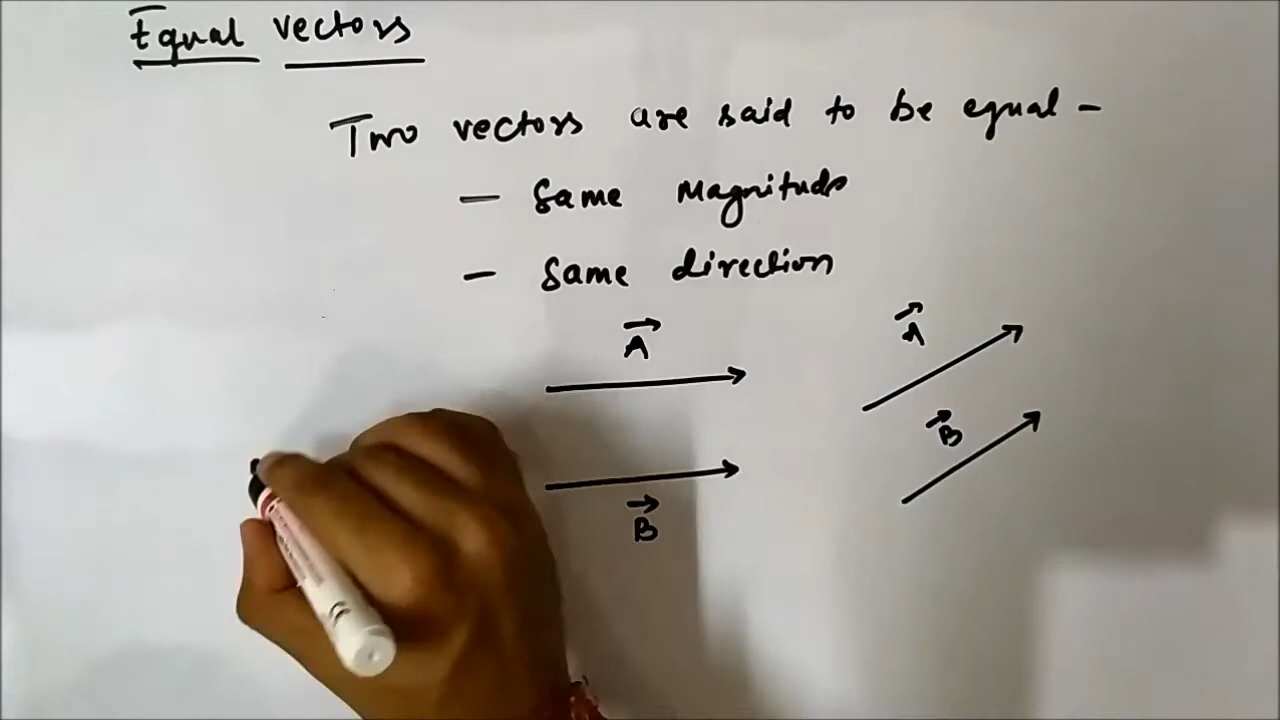 Equal vectors
Two vectors are said to be equal -
- Same Magnitude
- Same direction
A
A
B
B